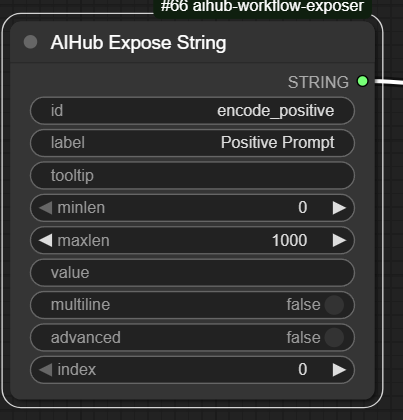 #66 aihub-workflow-exposer
AIHub Expose String
STRING
id encode_positive
label Positive Prompt
tooltip
minlen 0
maxlen 1000
value
multiline false
advanced false
index 0